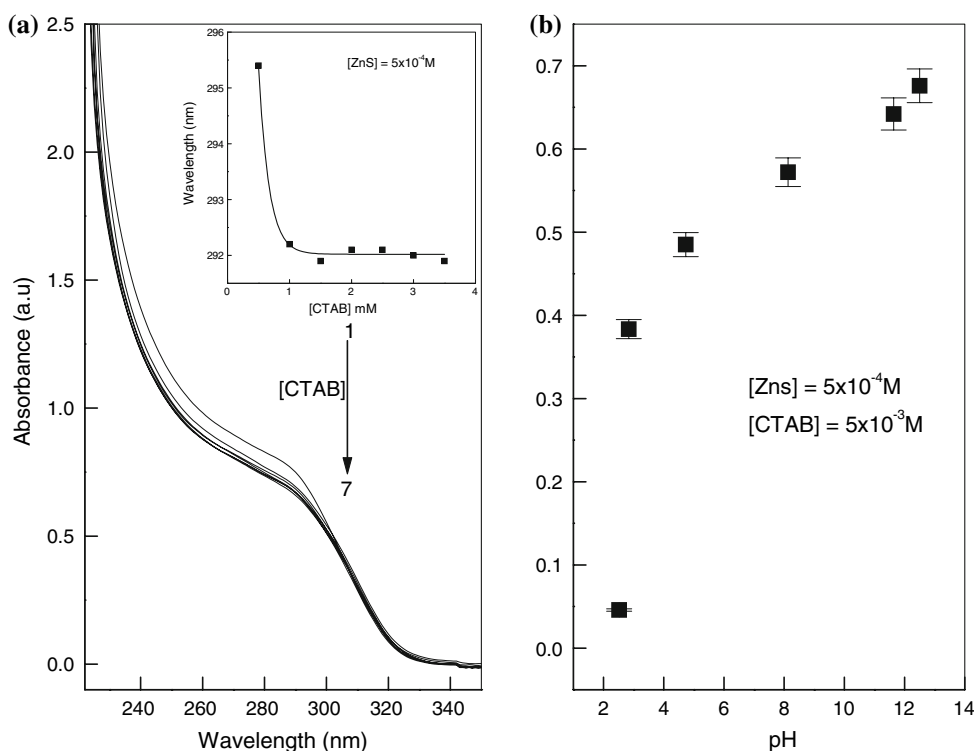 (a)
2.5
2.0
1.5
1.0
0.5
0.0
Absorbance (a.u)
240 260 280 300 320 340
Wavelength (nm)
296
295
294
293
292
Wavelength (nm)
[ZnS] = 5x10⁻⁴M
0 1 2 3 4
[CTAB] mM
1
[CTAB]
7
(b)
0.7
0.6
0.5
0.4
0.3
0.2
0.1
0.0
[Zns] = 5x10⁻⁴M
[CTAB] = 5x10⁻³M
2 4 6 8 10 12 14
pH